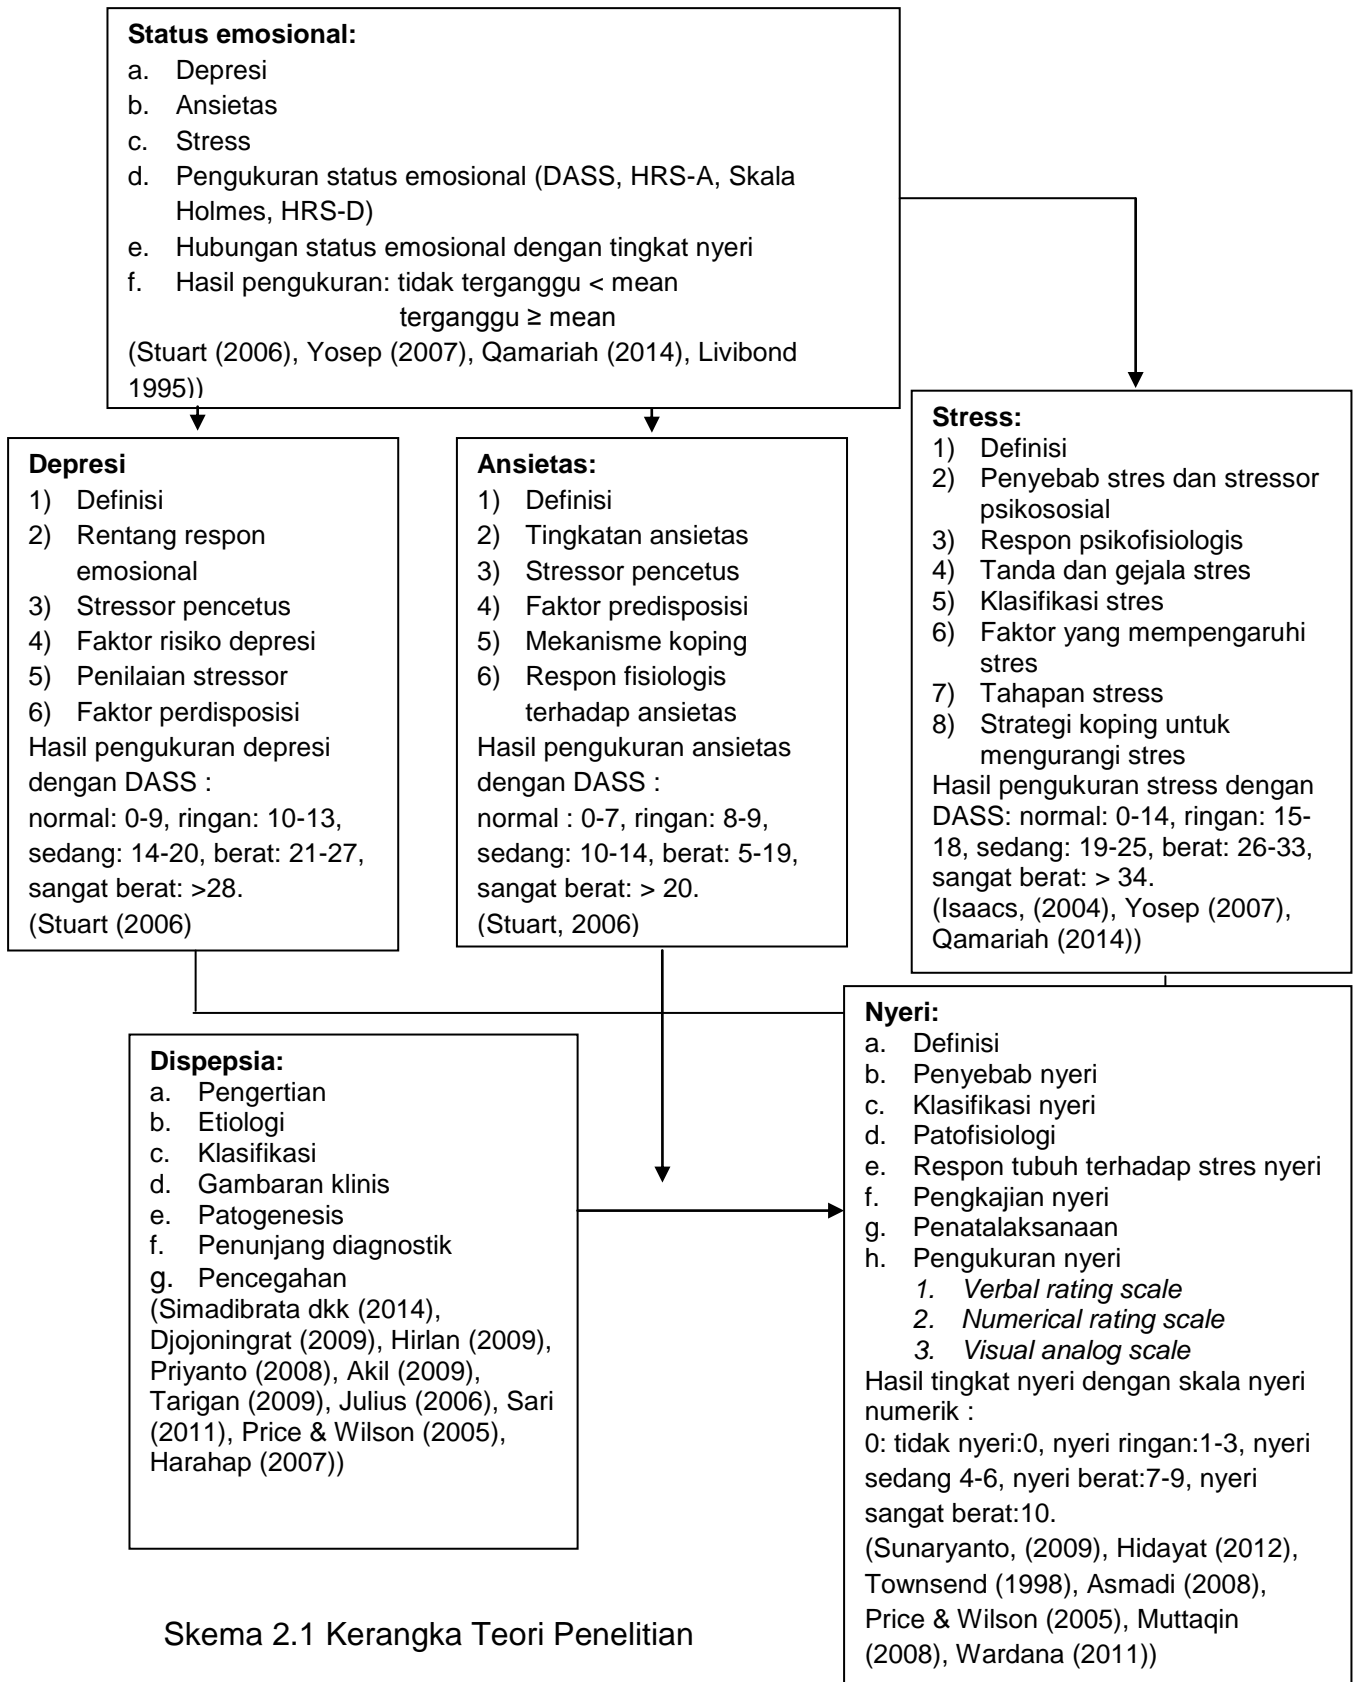 Status emosional:
a. Depresi
b. Ansietas
c. Stress
d. Pengukuran status emosional (DASS, HRS-A, Skala
Holmes, HRS-D)
e. Hubungan status emosional dengan tingkat nyeri
f. Hasil pengukuran: tidak terganggu < mean
terganggu ≥ mean
(Stuart (2006), Yosep (2007), Qamariah (2014), Livibond
1995))
Depresi
1) Definisi
2) Rentang respon
emosional
3) Stressor pencetus
4) Faktor risiko depresi
5) Penilaian stressor
6) Faktor perdisposisi
Hasil pengukuran depresi
dengan DASS :
normal: 0-9, ringan: 10-13,
sedang: 14-20, berat: 21-27,
sangat berat: >28.
(Stuart (2006)
Ansietas:
1) Definisi
2) Tingkatan ansietas
3) Stressor pencetus
4) Faktor predisposisi
5) Mekanisme koping
6) Respon fisiologis
terhadap ansietas
Hasil pengukuran ansietas
dengan DASS :
normal : 0-7, ringan: 8-9,
sedang: 10-14, berat: 5-19,
sangat berat: > 20.
(Stuart, 2006)
Stress:
1) Definisi
2) Penyebab stres dan stressor
psikososial
3) Respon psikofisiologis
4) Tanda dan gejala stres
5) Klasifikasi stres
6) Faktor yang mempengaruhi
stres
7) Tahapan stress
8) Strategi koping untuk
mengurangi stres
Hasil pengukuran stress dengan
DASS: normal: 0-14, ringan: 15-
18, sedang: 19-25, berat: 26-33,
sangat berat: > 34.
(Isaacs, (2004), Yosep (2007),
Qamariah (2014))
Dispepsia:
a. Pengertian
b. Etiologi
c. Klasifikasi
d. Gambaran klinis
e. Patogenesis
f. Penunjang diagnostik
g. Pencegahan
(Simadibrata dkk (2014),
Djojoningrat (2009), Hirlan (2009),
Priyanto (2008), Akil (2009),
Tarigan (2009), Julius (2006), Sari
(2011), Price & Wilson (2005),
Harahap (2007))
Nyeri:
a. Definisi
b. Penyebab nyeri
c. Klasifikasi nyeri
d. Patofisiologi
e. Respon tubuh terhadap stres nyeri
f. Pengkajian nyeri
g. Penatalaksanaan
h. Pengukuran nyeri
1. Verbal rating scale
2. Numerical rating scale
3. Visual analog scale
Hasil tingkat nyeri dengan skala nyeri
numerik :
0: tidak nyeri:0, nyeri ringan:1-3, nyeri
sedang 4-6, nyeri berat:7-9, nyeri
sangat berat:10.
(Sunaryanto, (2009), Hidayat (2012),
Townsend (1998), Asmadi (2008),
Price & Wilson (2005), Muttaqin
(2008), Wardana (2011))
Skema 2.1 Kerangka Teori Penelitian